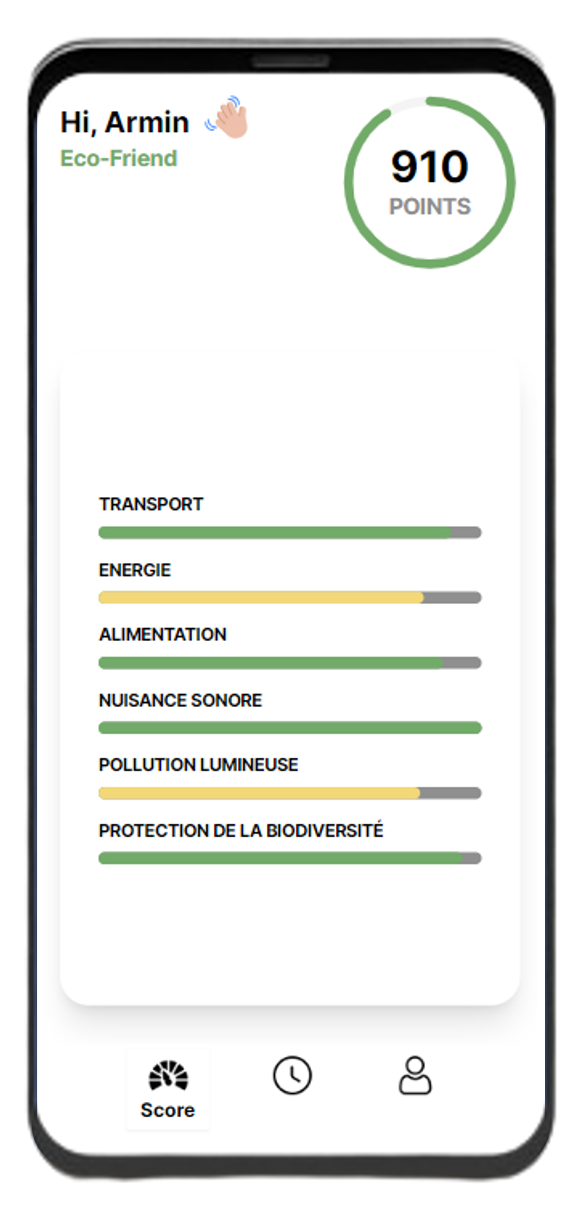 Hi, Armin
Eco-Friend
910
POINTS
TRANSPORT
ENERGIE
ALIMENTATION
NUISANCE SONORE
POLLUTION LUMINEUSE
PROTECTION DE LA BIODIVERSITÉ
Score